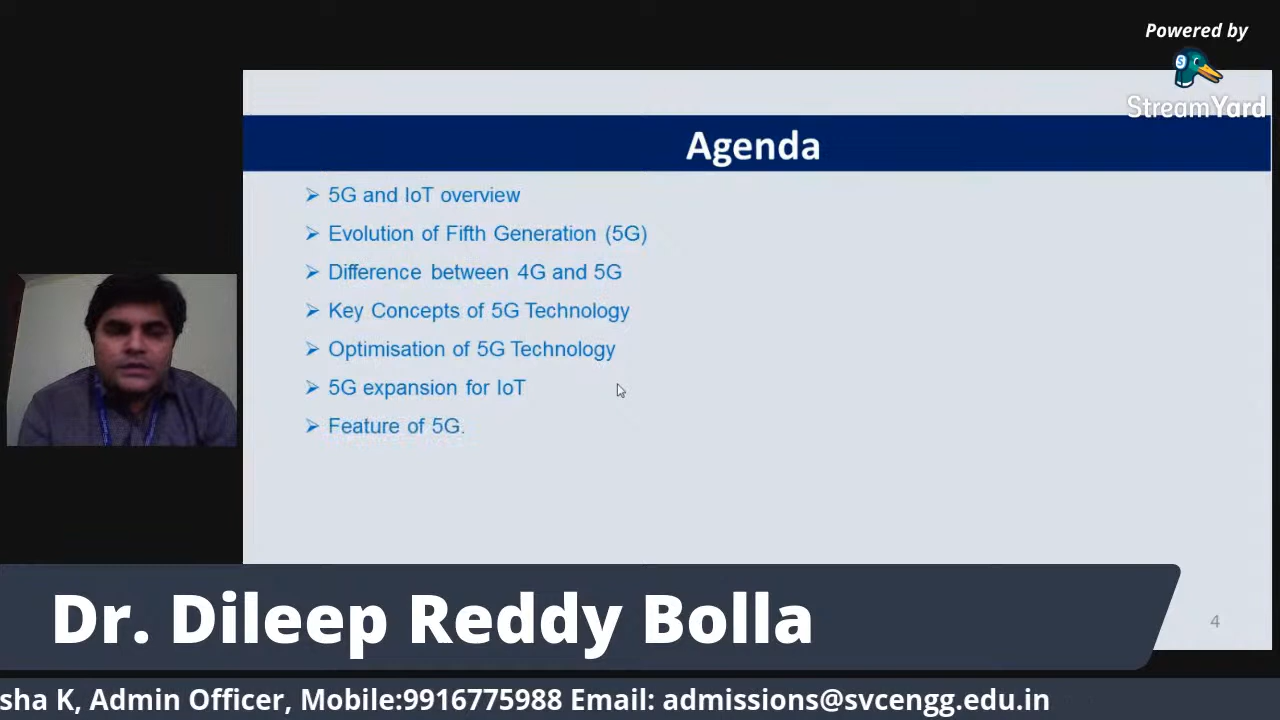 Powered by
StreamYard
Agenda
➢ 5G and IoT overview
➢ Evolution of Fifth Generation (5G)
➢ Difference between 4G and 5G
➢ Key Concepts of 5G Technology
➢ Optimisation of 5G Technology
➢ 5G expansion for IoT
➢ Feature of 5G.
Dr. Dileep Reddy Bolla
4
sha K, Admin Officer, Mobile:9916775988 Email: admissions@svcengg.edu.in